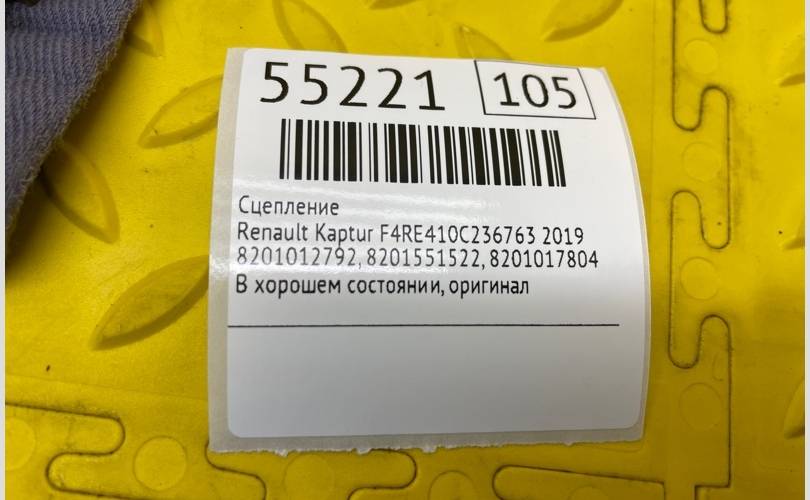 55221 105
Сцепление
Renault Kaptur F4RE410C236763 2019
8201012792, 8201551522, 8201017804
В хорошем состоянии, оригинал